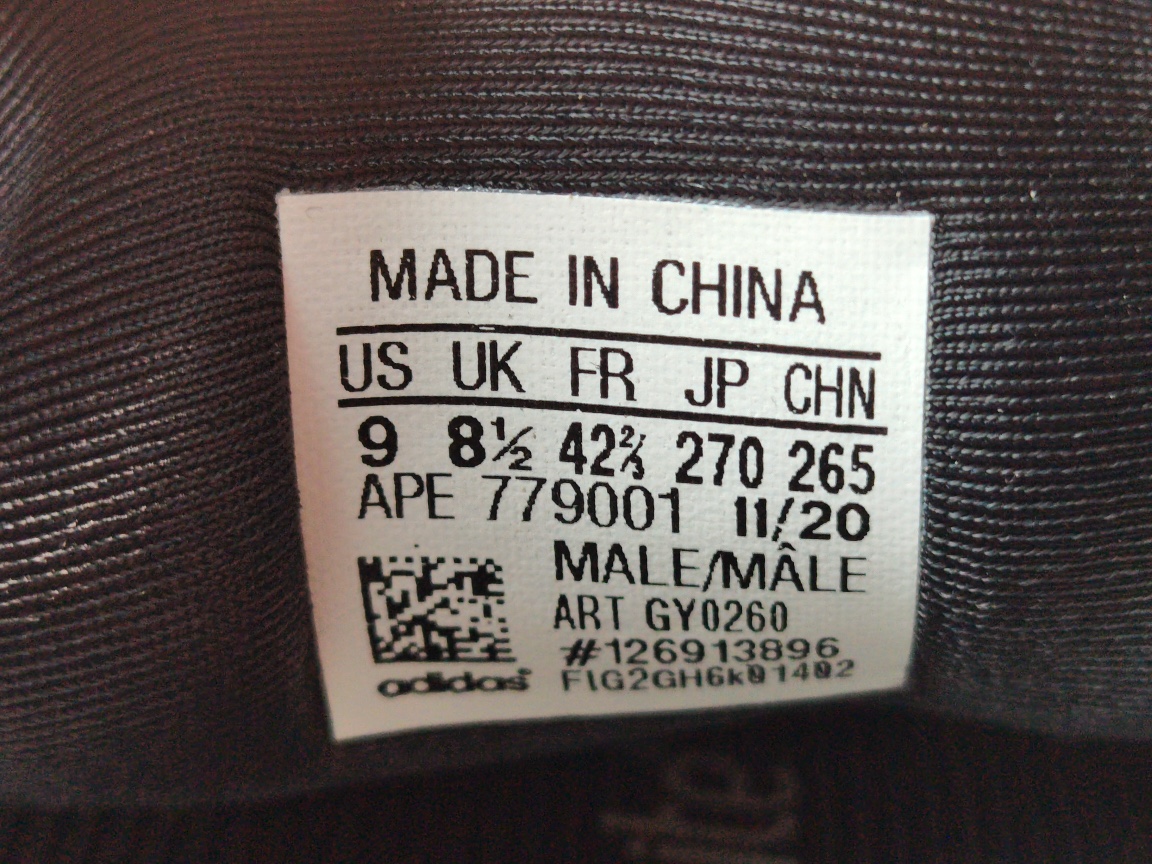 MADE IN CHINA
US UK FR JP CHN
9 8½ 42⅔ 270 265
APE 779001 11/20
MALE/MÂLE
ART GY0260
#126913896
FlG2GH6k01402
adidas